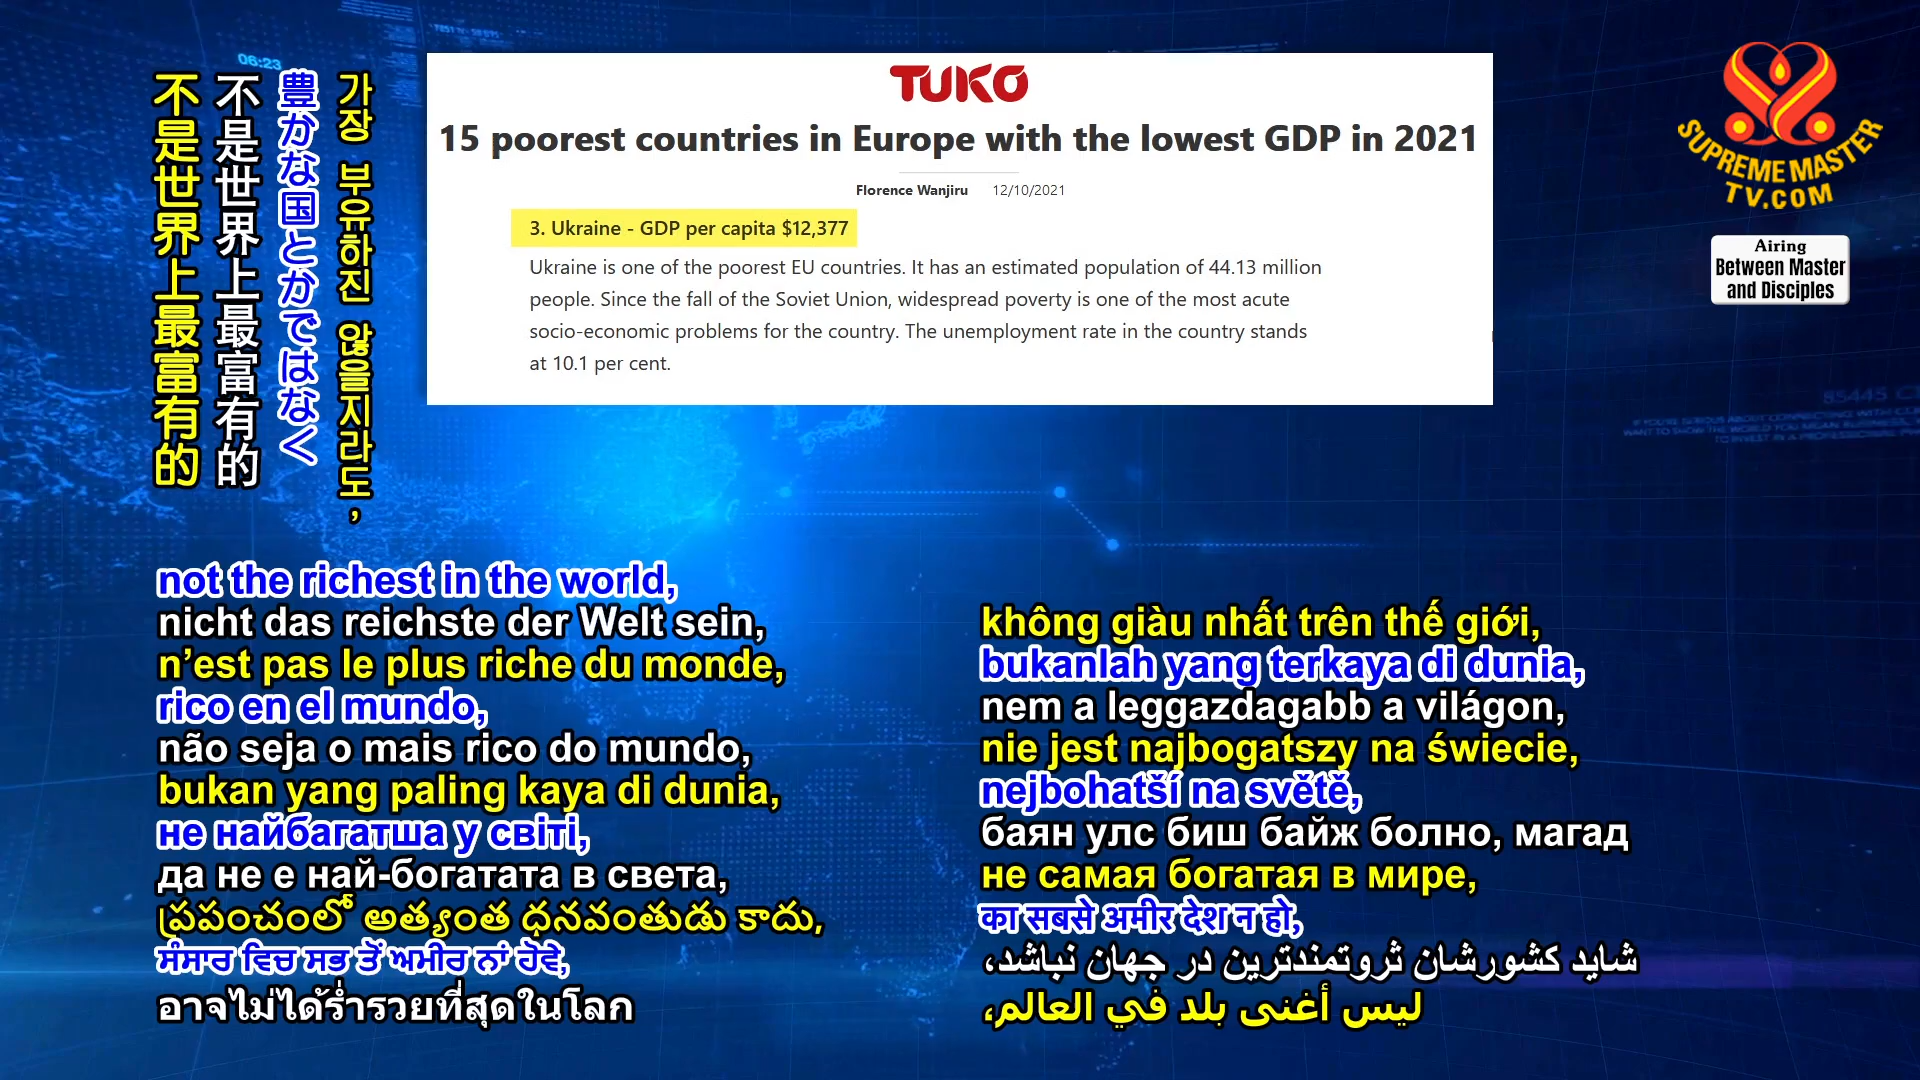 06:23
가장 부유하진 않을지라도,
豊かな国とかではなく
不是世界上最富有的
不是世界上最富有的
TUKO
15 poorest countries in Europe with the lowest GDP in 2021
Florence Wanjiru 12/10/2021
3. Ukraine - GDP per capita $12,377
Ukraine is one of the poorest EU countries. It has an estimated population of 44.13 million
people. Since the fall of the Soviet Union, widespread poverty is one of the most acute
socio-economic problems for the country. The unemployment rate in the country stands
at 10.1 per cent.
SUPREME MASTER
TV.COM
Airing
Between Master
and Disciples
85445
not the richest in the world,
nicht das reichste der Welt sein,
n’est pas le plus riche du monde,
rico en el mundo,
não seja o mais rico do mundo,
bukan yang paling kaya di dunia,
не найбагатша у світі,
да не е най-богатата в света,
ప్రపంచంలో అత్యంత ధనవంతుడు కాదు,
ਸੰਸਾਰ ਵਿਚ ਸਭ ਤੋਂ ਅਮੀਰ ਨਾਂ ਹੋਵੇ,
อาจไม่ได้ร่ำรวยที่สุดในโลก
không giàu nhất trên thế giới,
bukanlah yang terkaya di dunia,
nem a leggazdagabb a világon,
nie jest najbogatszy na świecie,
nejbohatší na světě,
баян улс биш байж болно, магад
не самая богатая в мире,
का सबसे अमीर देश न हो,
شاید کشورشان ثروتمندترین در جهان نباشد،
ليس أغنى بلد في العالم،